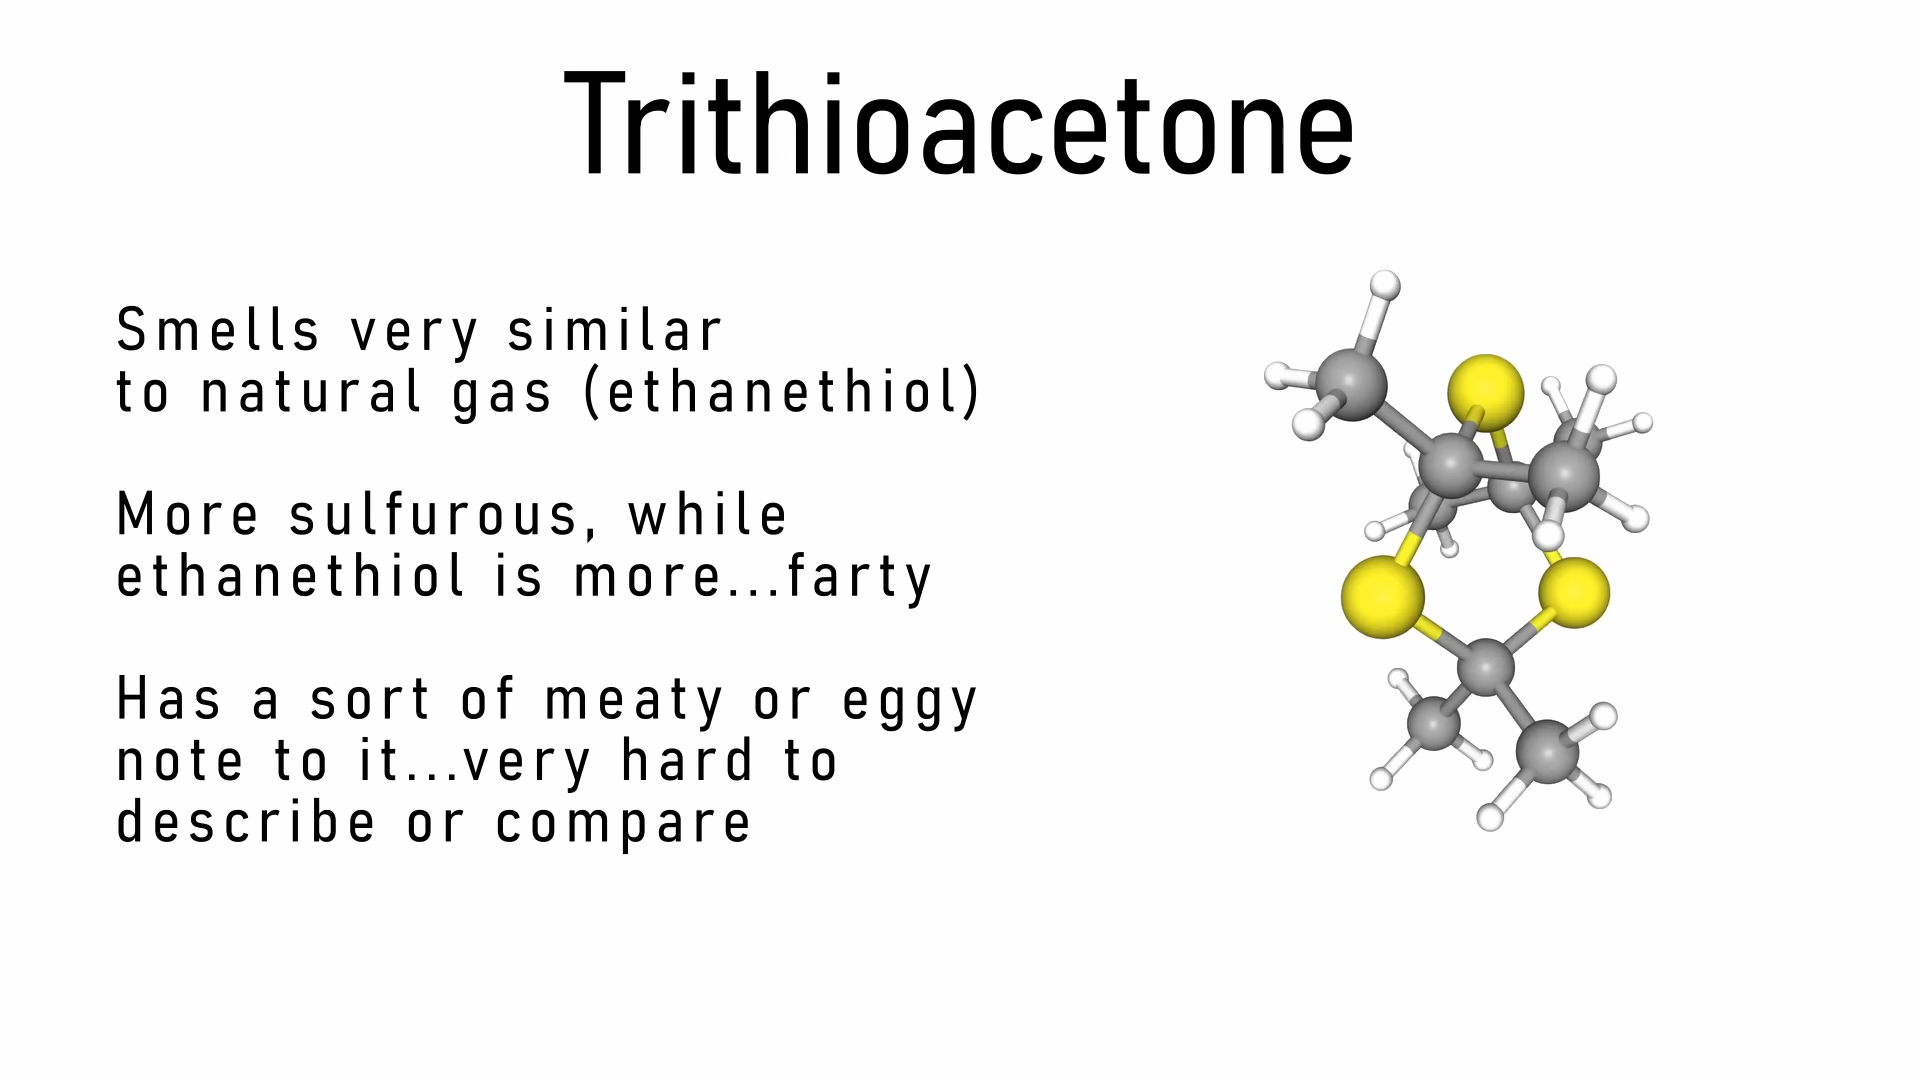 Trithioacetone
Smells very similar
to natural gas (ethanethiol)
More sulfurous, while
ethanethiol is more...farty
Has a sort of meaty or eggy
note to it...very hard to
describe or compare